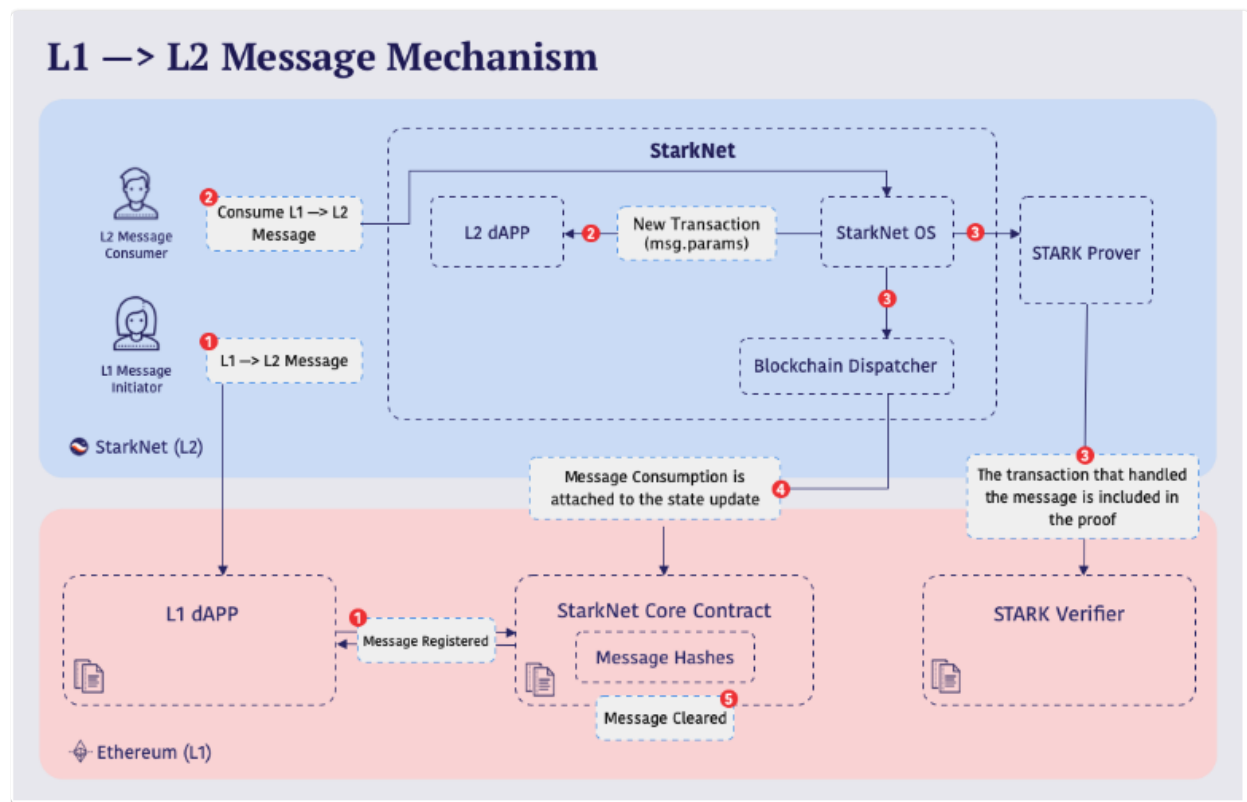 L1 —> L2 Message Mechanism
StarkNet
2
Consume L1 —> L2
Message
L2 Message
Consumer
L2 dAPP
2
New Transaction
(msg.params)
StarkNet OS
3
STARK Prover
3
1
L1 —> L2 Message
L1 Message
Initiator
Blockchain Dispatcher
StarkNet (L2)
Message Consumption is
attached to the state update
4
3
The transaction that handled
the message is included in
the proof
L1 dAPP
1
Message Registered
StarkNet Core Contract
Message Hashes
5
Message Cleared
STARK Verifier
Ethereum (L1)